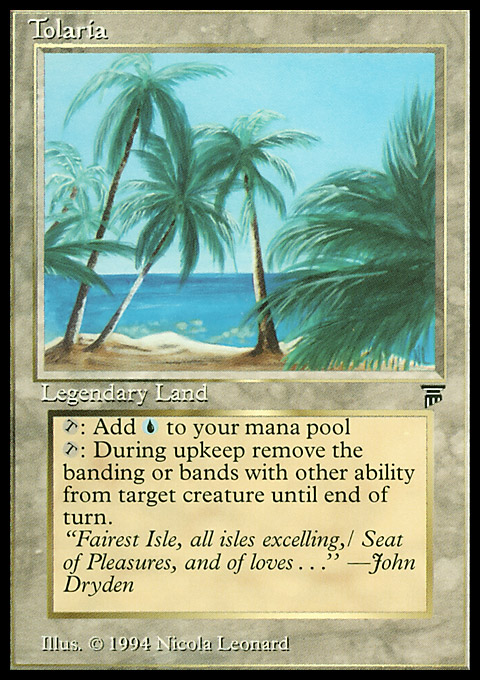 Tolaria
Legendary Land
: Add to your mana pool
: During upkeep remove the
banding or bands with other ability
from target creature until end of
turn.
"Fairest Isle, all isles excelling,/ Seat
of Pleasures, and of loves . . ." —John
Dryden
Illus. © 1994 Nicola Leonard